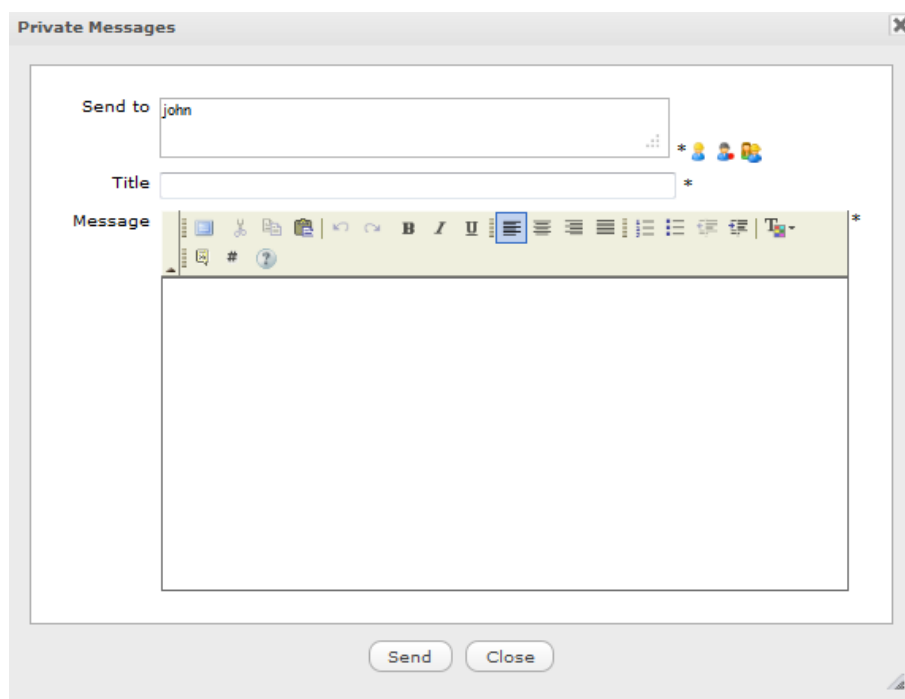 Private Messages
Send to john
*
Title *
Message *
B I U
T
#
?
Send Close